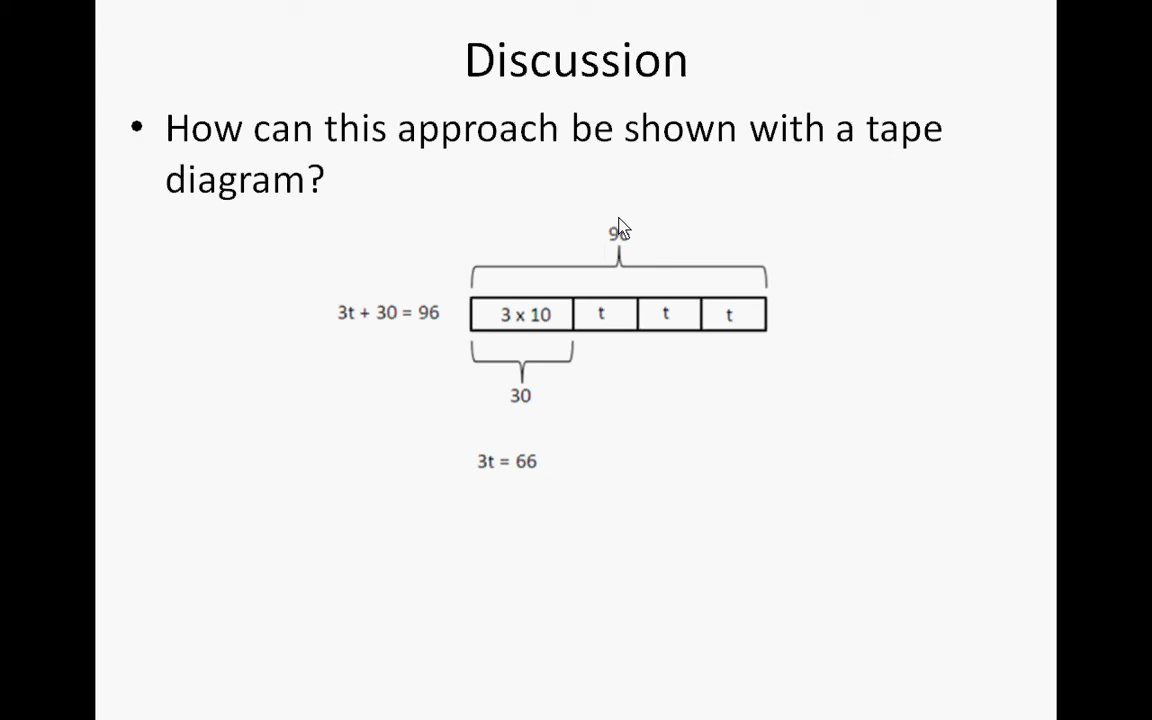 Discussion
• How can this approach be shown with a tape
diagram?
3t + 30 = 96
3 x 10 t t t
30
3t = 66